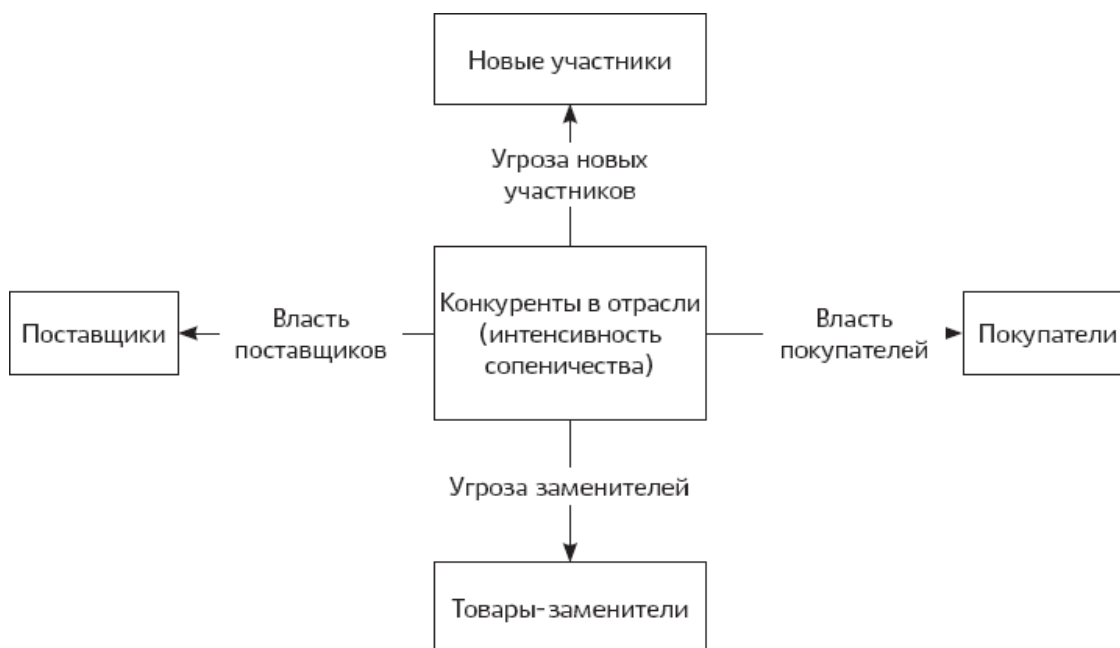 Новые участники
Угроза новых
участников
Поставщики
Власть
поставщиков
Конкуренты в отрасли
(интенсивность
сопеничества)
Власть
покупателей
Покупатели
Угроза заменителей
Товары-заменители